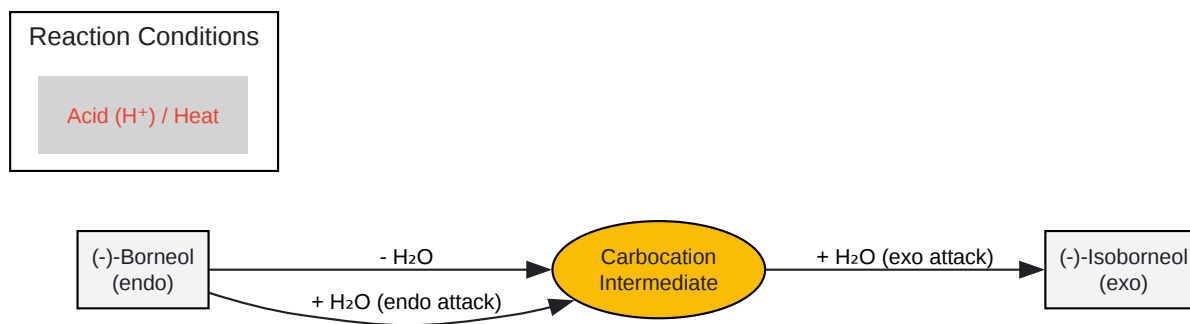 Reaction Conditions
Acid (H⁺) / Heat
(-)-Borneol
(endo)
- H₂O
+ H₂O (endo attack)
Carbocation
Intermediate
+ H₂O (exo attack)
(-)-Isoborneol
(exo)